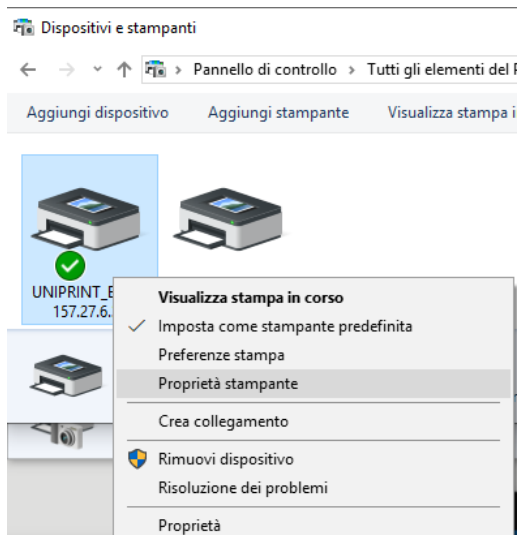 Dispositivi e stampanti
Pannello di controllo > Tutti gli elementi del
Aggiungi dispositivo Aggiungi stampante Visualizza stampa
UNIPRINT_
157.27.6.
Visualizza stampa in corso
Imposta come stampante predefinita
Preferenze stampa
Proprietà stampante
Crea collegamento
Rimuovi dispositivo
Risoluzione dei problemi
Proprietà